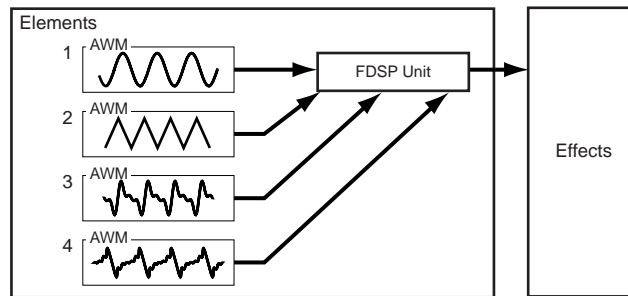 Elements
1 AWM
FDSP Unit
2 AWM
Effects
3 AWM
4 AWM